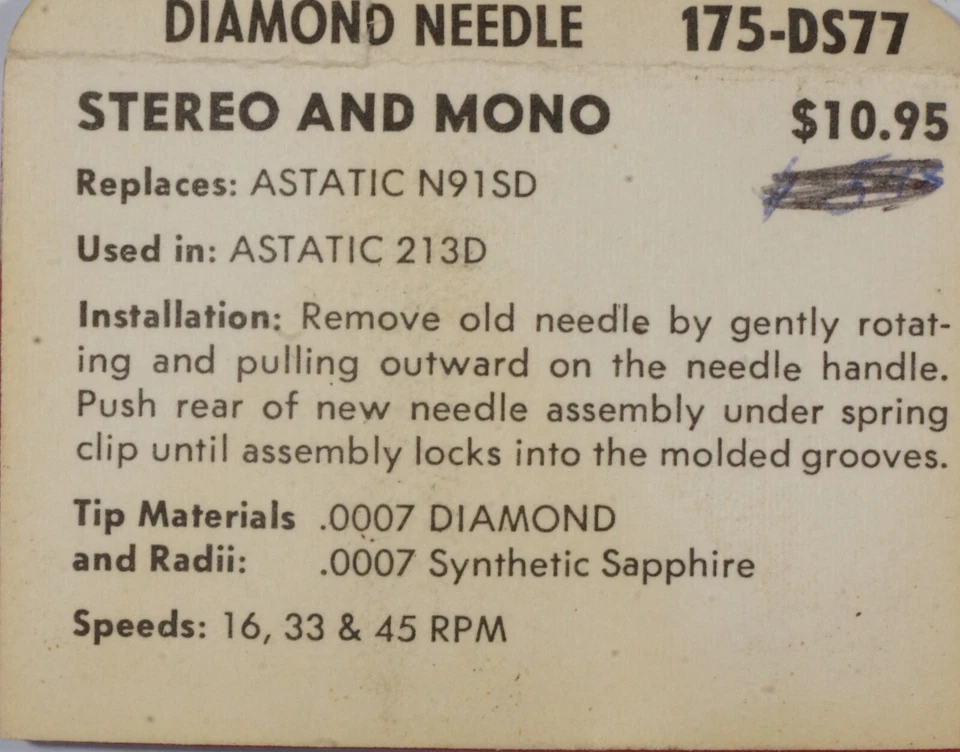 DIAMOND NEEDLE 175-DS77
STEREO AND MONO $10.95
Replaces: ASTATIC N91SD
Used in: ASTATIC 213D
Installation: Remove old needle by gently rotat-
ing and pulling outward on the needle handle.
Push rear of new needle assembly under spring
clip until assembly locks into the molded grooves.
Tip Materials .0007 DIAMOND
and Radii: .0007 Synthetic Sapphire
Speeds: 16, 33 & 45 RPM